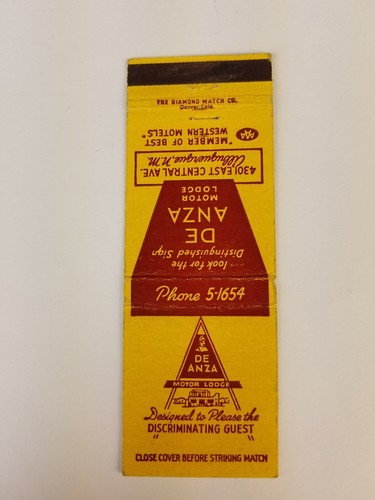 THE DIAMOND MATCH CO.
Denver, Colo.
AAA
"MEMBER OF BEST
WESTERN MOTELS"
4301 EAST CENTRAL AVE.
Albuquerque, N.M.
DE
ANZA
MOTOR
LODGE
look for the
Distinguished Sign
Phone 5-1654
DE
ANZA
MOTOR LODGE
Designed to Please the
"DISCRIMINATING GUEST"
CLOSE COVER BEFORE STRIKING MATCH